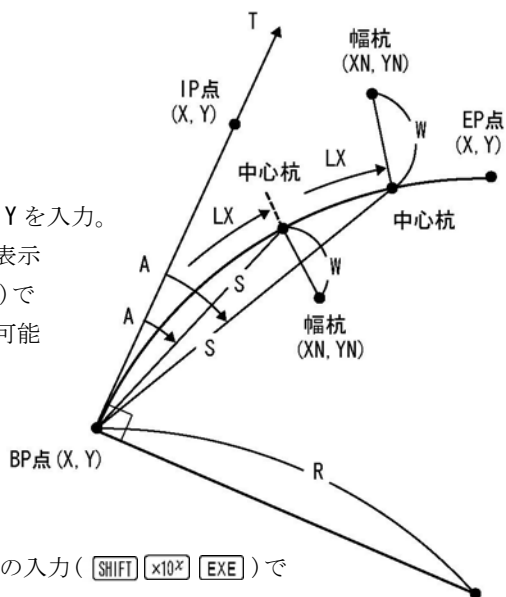 T
幅杭
(XN, YN)
IP点
(X, Y)
EP点
(X, Y)
W
LX
中心杭
Yを入力。
LX
中心杭
表示
A
W
S
)で
A
幅杭
(XN, YN)
可能
S
BP点(X, Y)
R
の入力( SHIFT ×10ˣ EXE )で